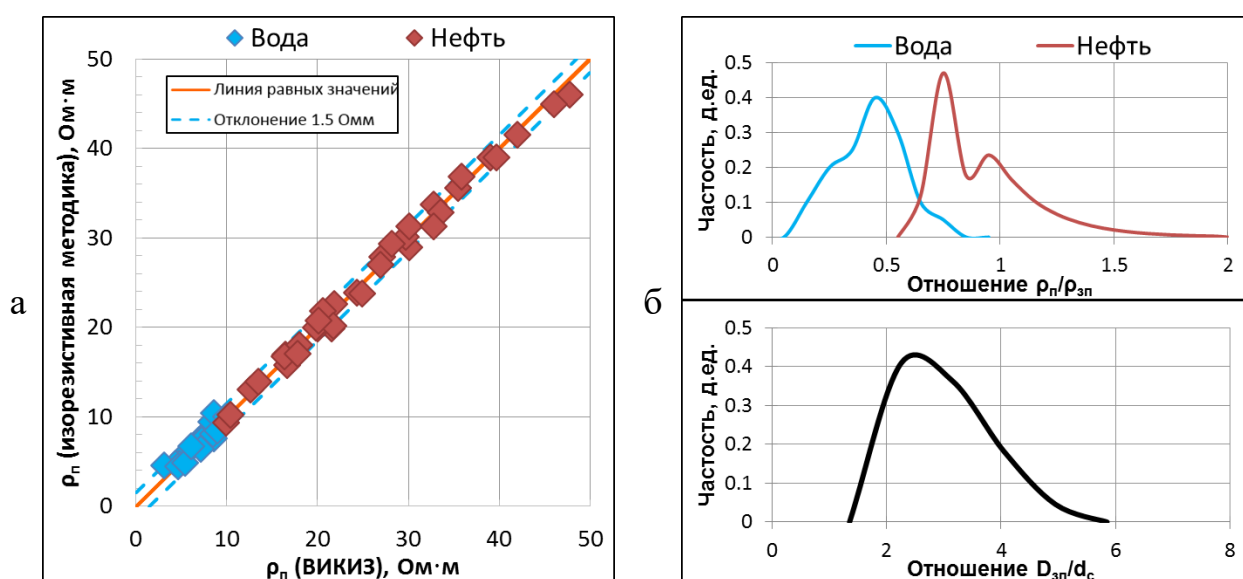 а
Вода Нефть
Линия равных значений
Отклонение 1.5 Омм
ρп (изорезистивная методика), Ом·м
50
40
30
20
10
0
0 10 20 30 40 50
ρп (ВИКИЗ), Ом·м
б
Вода Нефть
Частость, д.ед.
0.5
0.4
0.3
0.2
0.1
0
0 0.5 1 1.5 2
Отношение ρп/ρзп
Частость, д.ед.
0.5
0.4
0.3
0.2
0.1
0
0 2 4 6 8
Отношение Dзп/dс